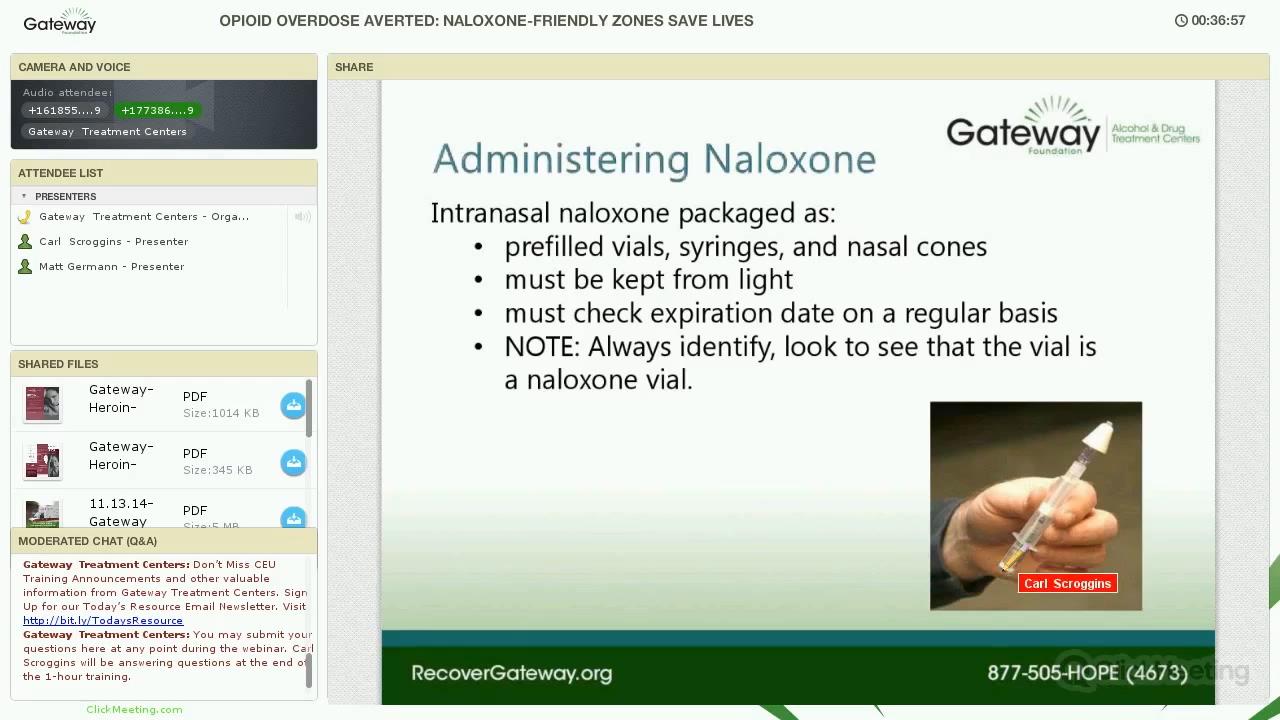 Gateway
Foundation
OPIOID OVERDOSE AVERTED: NALOXONE-FRIENDLY ZONES SAVE LIVES
00:36:57
CAMERA AND VOICE
Audio attendee:
+161855....9
+177386....9
Gateway Treatment Centers
ATTENDEE LIST
PRESENTERS
Gateway Treatment Centers - Orga...
Carl Scroggins - Presenter
Matt Germann - Presenter
SHARED FILES
Gateway-
Heroin-
PDF
Size:1014 KB
Gateway-
Heroin-
PDF
Size:345 KB
11.13.14-
Gateway
PDF
Size:5 MB
MODERATED CHAT (Q&A)
Gateway Treatment Centers: Don't Miss CEU
Training Announcements and other valuable
information from Gateway Treatment Centers. Sign
Up for our Today's Resource Email Newsletter. Visit
http://bit.ly/TodaysResource
Gateway Treatment Centers: You may submit your
questions at any point during the webinar. Carl
Scroggins will be answering questions at the end of
the 1-hour training.
ClickMeeting.com
SHARE
Gateway
Foundation
Alcohol & Drug
Treatment Centers
Administering Naloxone
Intranasal naloxone packaged as:
• prefilled vials, syringes, and nasal cones
• must be kept from light
• must check expiration date on a regular basis
• NOTE: Always identify, look to see that the vial is
a naloxone vial.
Carl Scroggins
RecoverGateway.org
877-505-HOPE (4673)